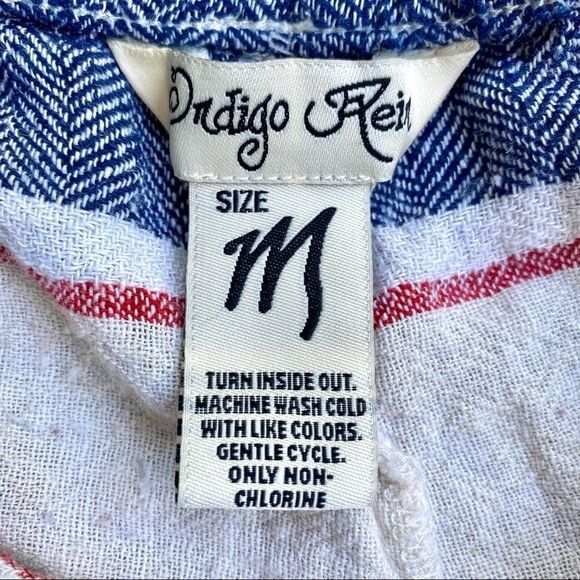 Indigo Rein
SIZE
M
TURN INSIDE OUT.
MACHINE WASH COLD
WITH LIKE COLORS.
GENTLE CYCLE.
ONLY NON-
CHLORINE